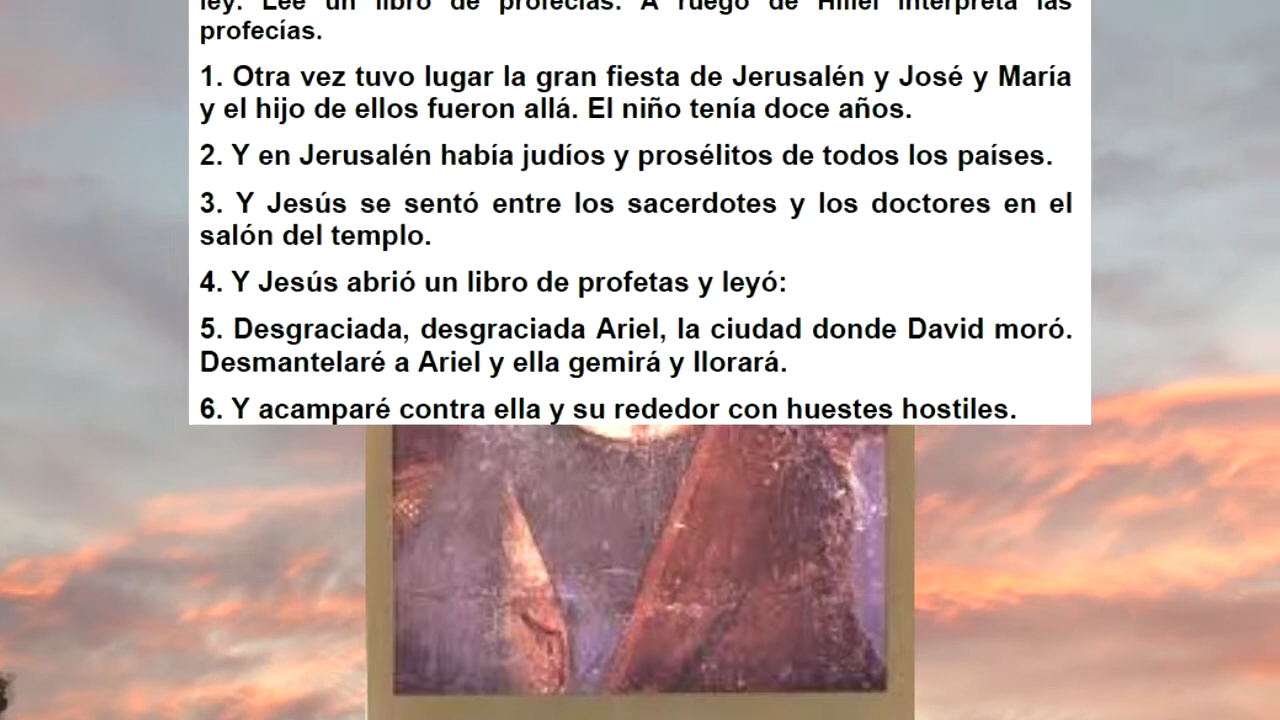 ley. Lee un libro de profecías. A ruego de Hillel interpreta las
profecías.
1. Otra vez tuvo lugar la gran fiesta de Jerusalén y José y María
y el hijo de ellos fueron allá. El niño tenía doce años.
2. Y en Jerusalén había judíos y prosélitos de todos los países.
3. Y Jesús se sentó entre los sacerdotes y los doctores en el
salón del templo.
4. Y Jesús abrió un libro de profetas y leyó:
5. Desgraciada, desgraciada Ariel, la ciudad donde David moró.
Desmantelaré a Ariel y ella gemirá y llorará.
6. Y acamparé contra ella y su rededor con huestes hostiles.